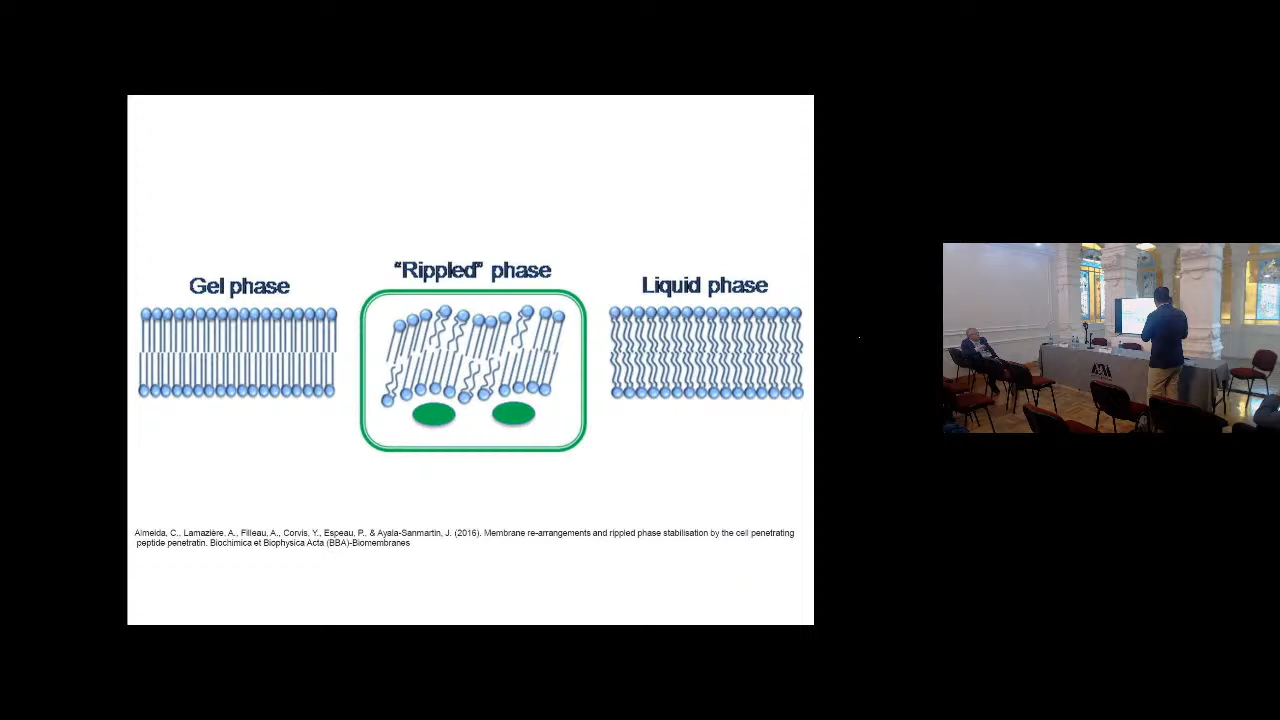 Gel phase
“Rippled” phase
Liquid phase
Almeida, C., Lamazière, A., Filleau, A., Corvis, Y., Espeau, P., & Ayala-Sanmartin, J. (2016). Membrane re-arrangements and rippled phase stabilisation by the cell penetrating
peptide penetratin. Biochimica et Biophysica Acta (BBA)-Biomembranes